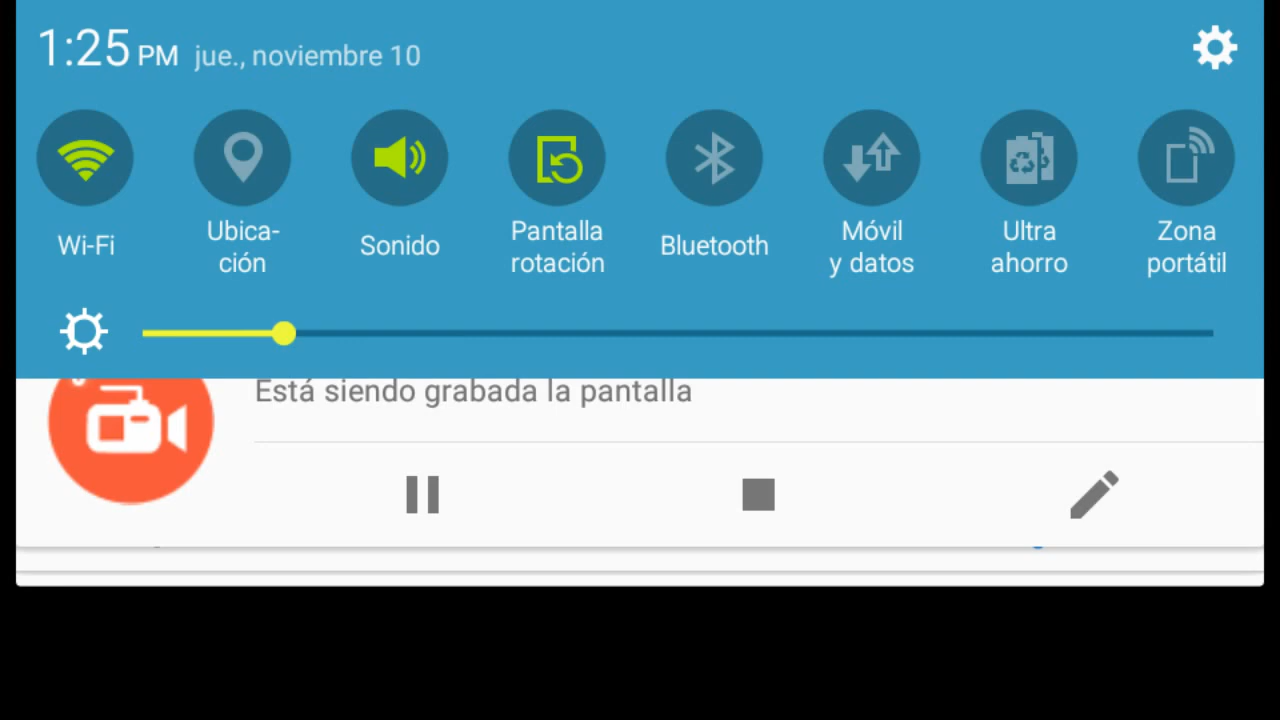 1:25 PM jue., noviembre 10
Wi-Fi
Ubica-
ción
Sonido
Pantalla
rotación
Bluetooth
Móvil
y datos
Ultra
ahorro
Zona
portátil
Está siendo grabada la pantalla